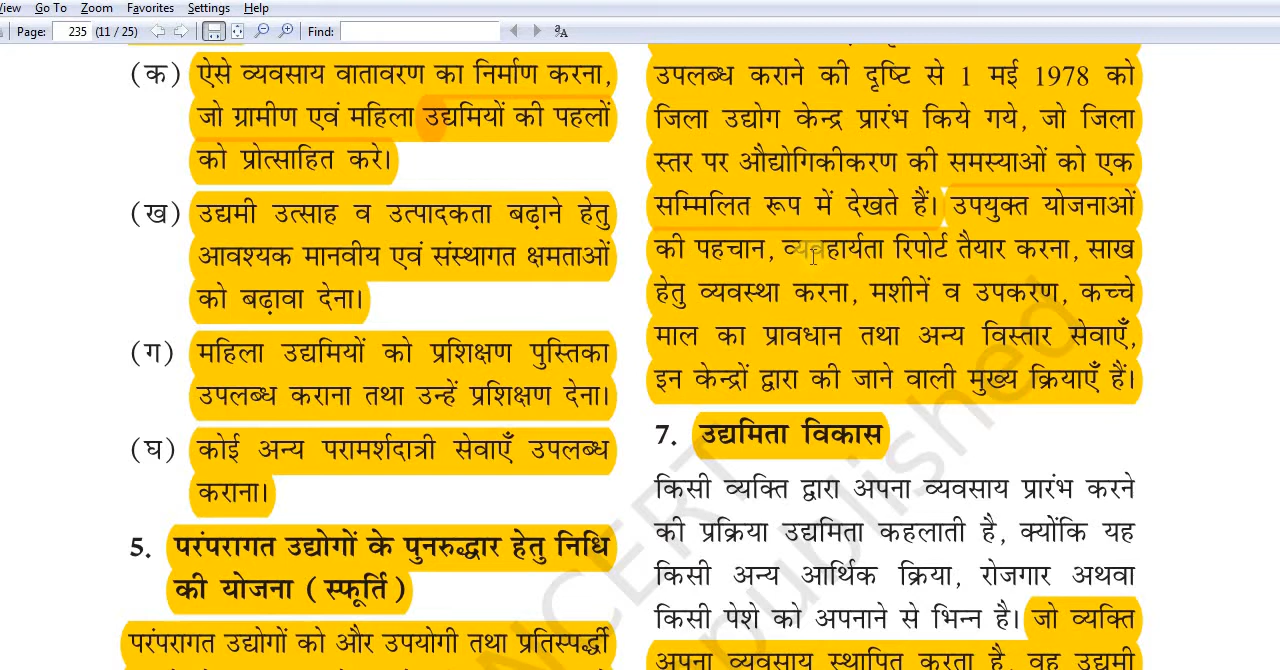 View Go To Zoom Favorites Settings Help
Page: 235 (11 / 25) Find:
(क) ऐसे व्यवसाय वातावरण का निर्माण करना,
जो ग्रामीण एवं महिला उद्यमियों की पहलों
को प्रोत्साहित करे।
(ख) उद्यमी उत्साह व उत्पादकता बढ़ाने हेतु
आवश्यक मानवीय एवं संस्थागत क्षमताओं
को बढ़ावा देना।
(ग) महिला उद्यमियों को प्रशिक्षण पुस्तिका
उपलब्ध कराना तथा उन्हें प्रशिक्षण देना।
(घ) कोई अन्य परामर्शदात्री सेवाएँ उपलब्ध
कराना।
5. परंपरागत उद्योगों के पुनरुद्धार हेतु निधि
की योजना (स्फूर्ति)
परंपरागत उद्योगों को और उपयोगी तथा प्रतिस्पर्द्धी
उपलब्ध कराने की दृष्टि से 1 मई 1978 को
जिला उद्योग केन्द्र प्रारंभ किये गये, जो जिला
स्तर पर औद्योगिकीकरण की समस्याओं को एक
सम्मिलित रूप में देखते हैं। उपयुक्त योजनाओं
की पहचान, व्यवहार्यता रिपोर्ट तैयार करना, साख
हेतु व्यवस्था करना, मशीनें व उपकरण, कच्चे
माल का प्रावधान तथा अन्य विस्तार सेवाएँ,
इन केन्द्रों द्वारा की जाने वाली मुख्य क्रियाएँ हैं।
7. उद्यमिता विकास
किसी व्यक्ति द्वारा अपना व्यवसाय प्रारंभ करने
की प्रक्रिया उद्यमिता कहलाती है, क्योंकि यह
किसी अन्य आर्थिक क्रिया, रोजगार अथवा
किसी पेशे को अपनाने से भिन्न है। जो व्यक्ति
अपना व्यवसाय स्थापित करता है, वह उद्यमी
NCERT
published